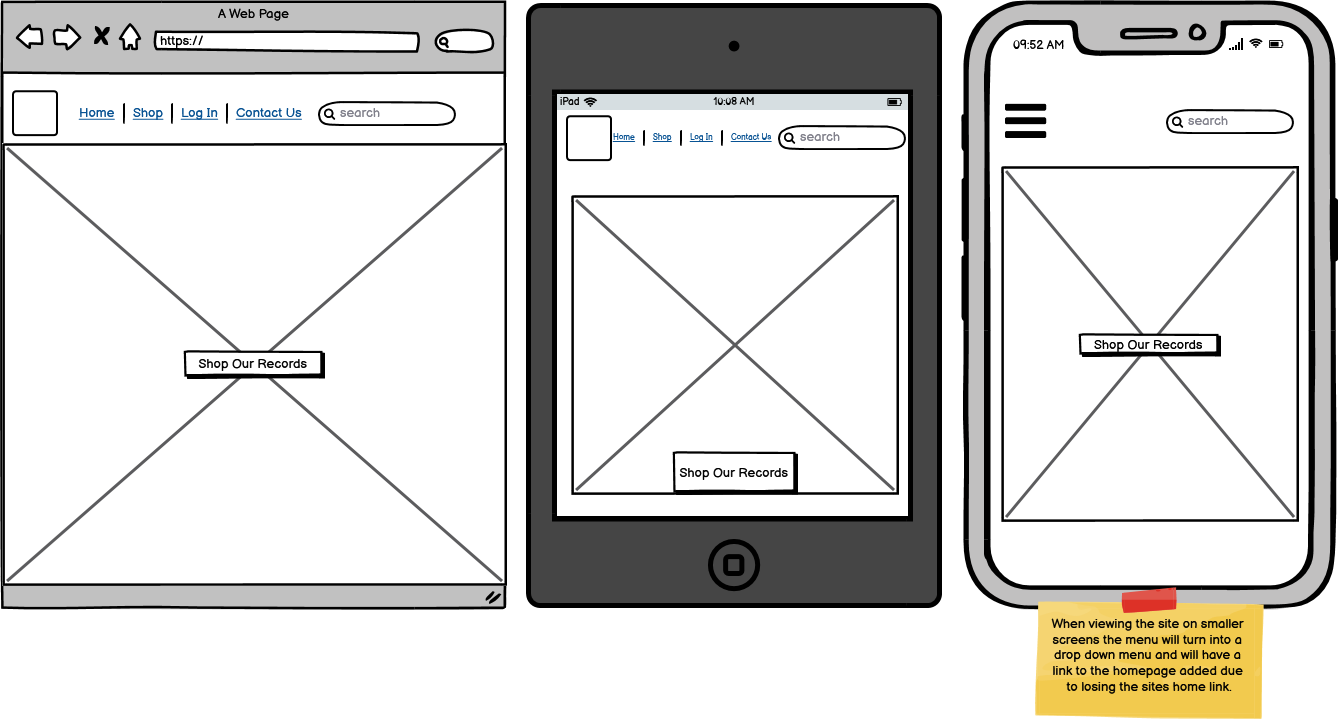 A Web Page
https://
Home | Shop | Log In | Contact Us
search
Shop Our Records
iPad
10:08 AM
Home | Shop | Log In | Contact Us
search
Shop Our Records
09:52 AM
search
Shop Our Records
When viewing the site on smaller
screens the menu will turn into a
drop down menu and will have a
link to the homepage added due
to losing the sites home link.